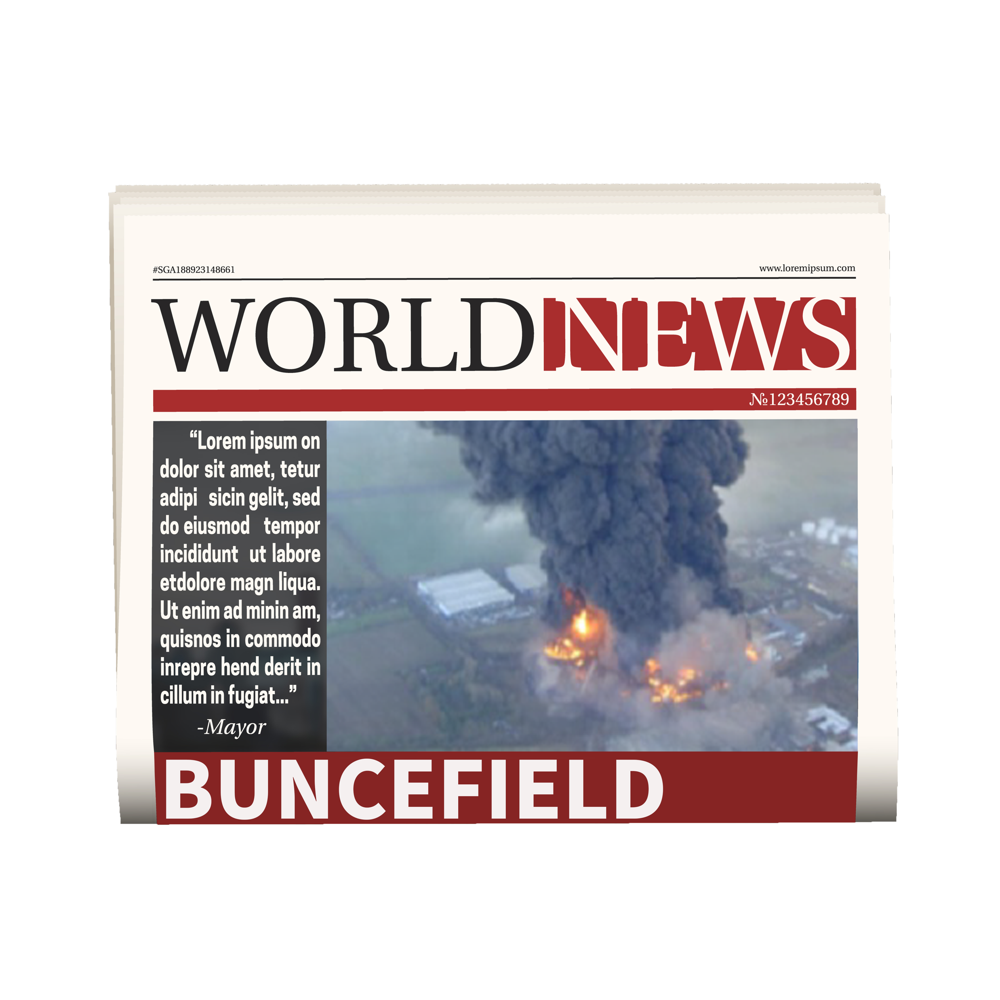 #SGA188923148661
www.loremipsum.com
WORLDNEWS
№123456789
“Lorem ipsum on
dolor sit amet, tetur
adipi sicin gelit, sed
do eiusmod tempor
incididunt ut labore
etdolore magn liqua.
Ut enim ad minin am,
quisnos in commodo
inrepre hend derit in
cillum in fugiat...”
-Mayor
BUNCEFIELD